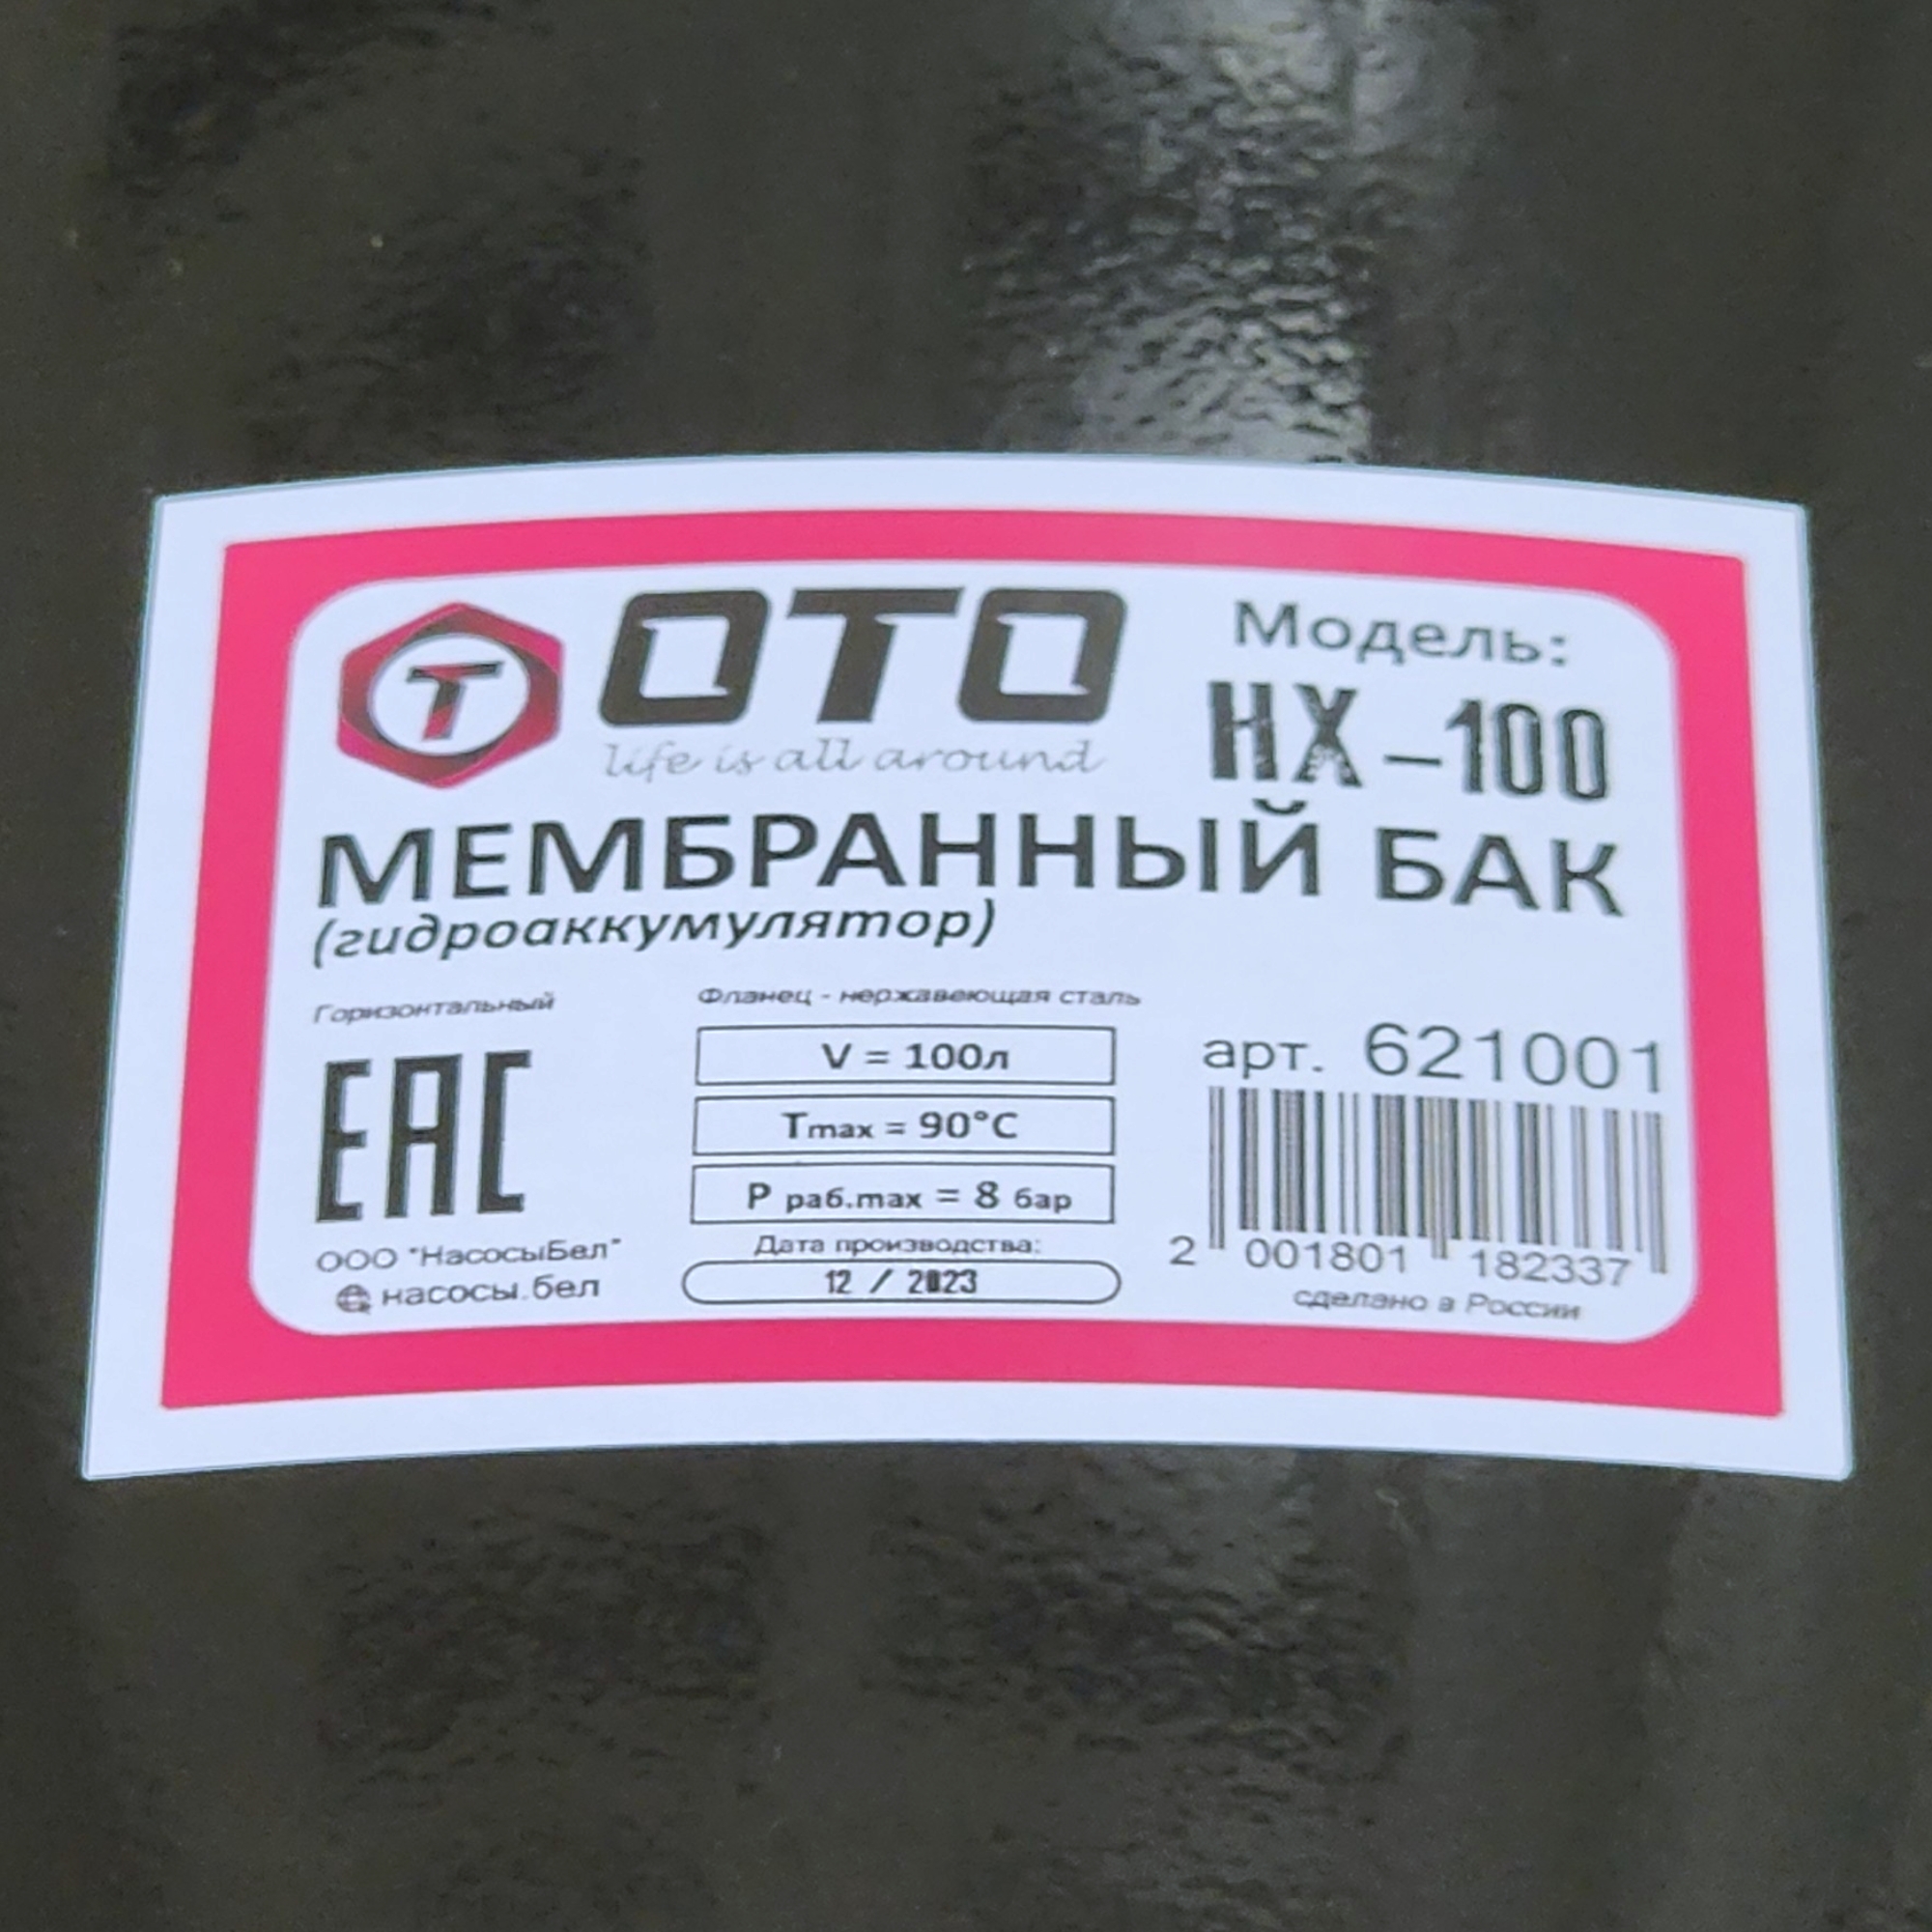 T OTO
life is all around
Модель:
HX-100
МЕМБРАННЫЙ БАК
(гидроаккумулятор)
Горизонтальный
Фланец - нержавеющая сталь
EAC
V = 100л
Tmax = 90°C
P раб.max = 8 бар
Дата производства:
12 / 2023
ООО "НасосыБел"
насосы.бел
арт. 621001
2 001801 182337
сделано в России